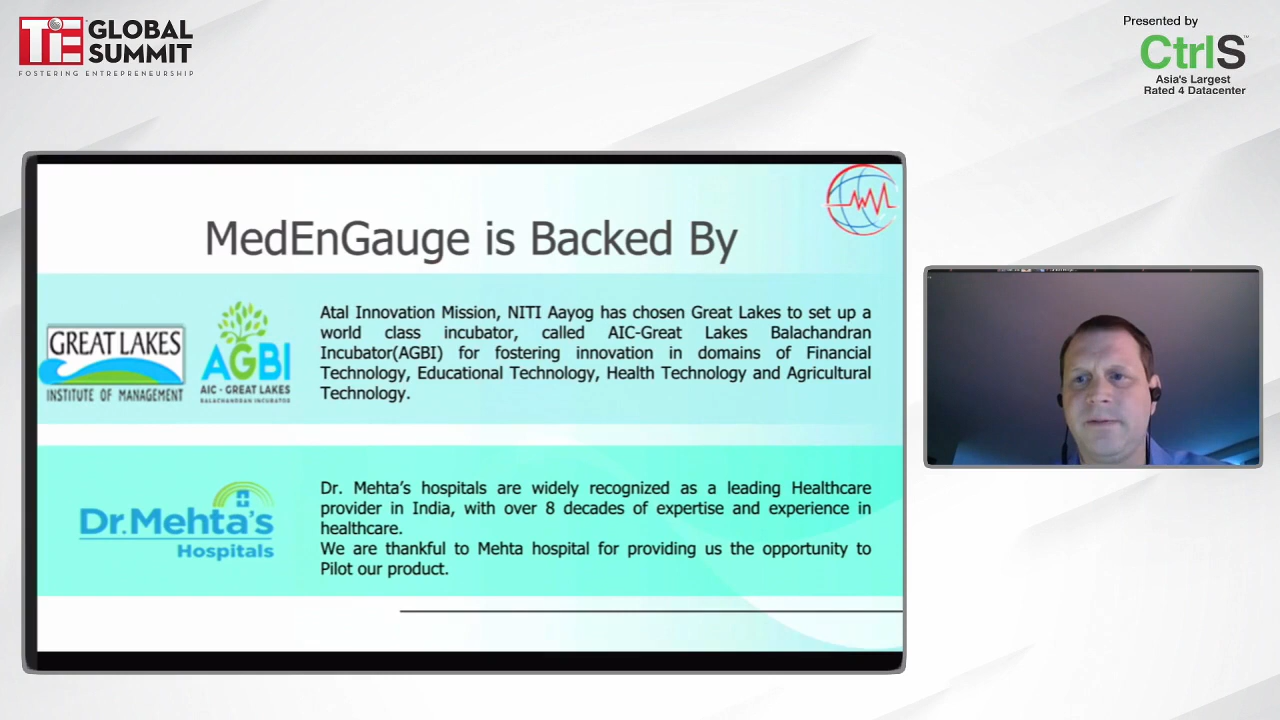 TiE GLOBAL
SUMMIT
FOSTERING ENTREPRENEURSHIP
Presented by
CtrlS™
Asia's Largest
Rated 4 Datacenter
MedEnGauge is Backed By
GREAT LAKES
INSTITUTE OF MANAGEMENT
AGBI
AIC - GREAT LAKES
BALACHANDRAN INCUBATOR
Atal Innovation Mission, NITI Aayog has chosen Great Lakes to set up a
world class incubator, called AIC-Great Lakes Balachandran
Incubator(AGBI) for fostering innovation in domains of Financial
Technology, Educational Technology, Health Technology and Agricultural
Technology.
Dr.Mehta's
Hospitals
Dr. Mehta's hospitals are widely recognized as a leading Healthcare
provider in India, with over 8 decades of expertise and experience in
healthcare.
We are thankful to Mehta hospital for providing us the opportunity to
Pilot our product.